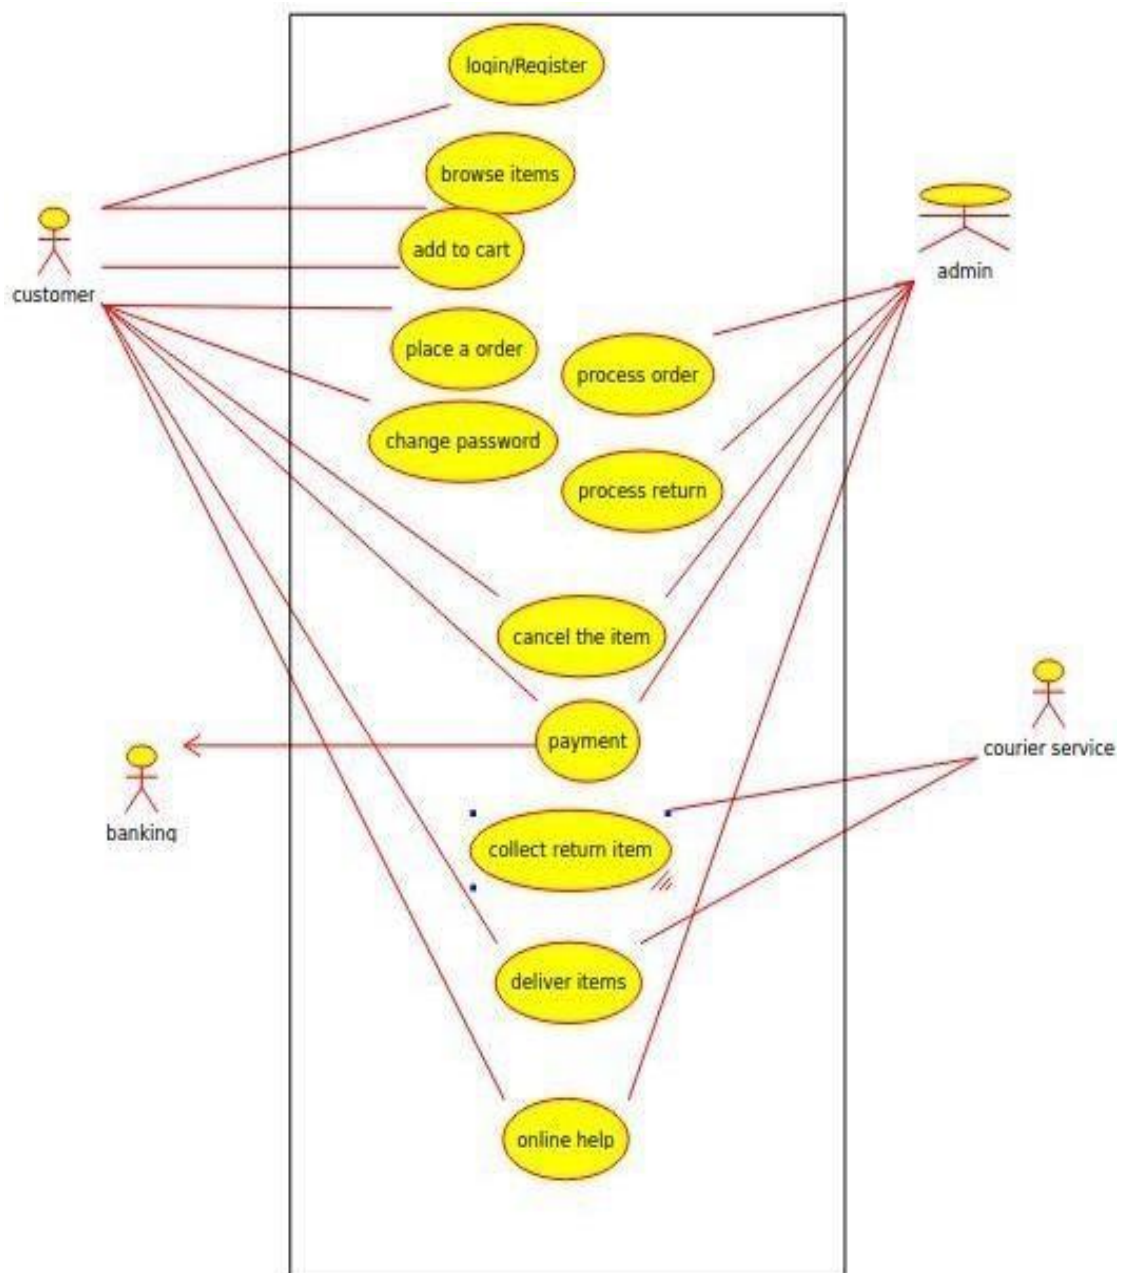 login/Register
browse items
add to cart
customer
admin
place a order
process order
change password
process return
cancel the item
payment
courier service
banking
collect return item
deliver items
online help